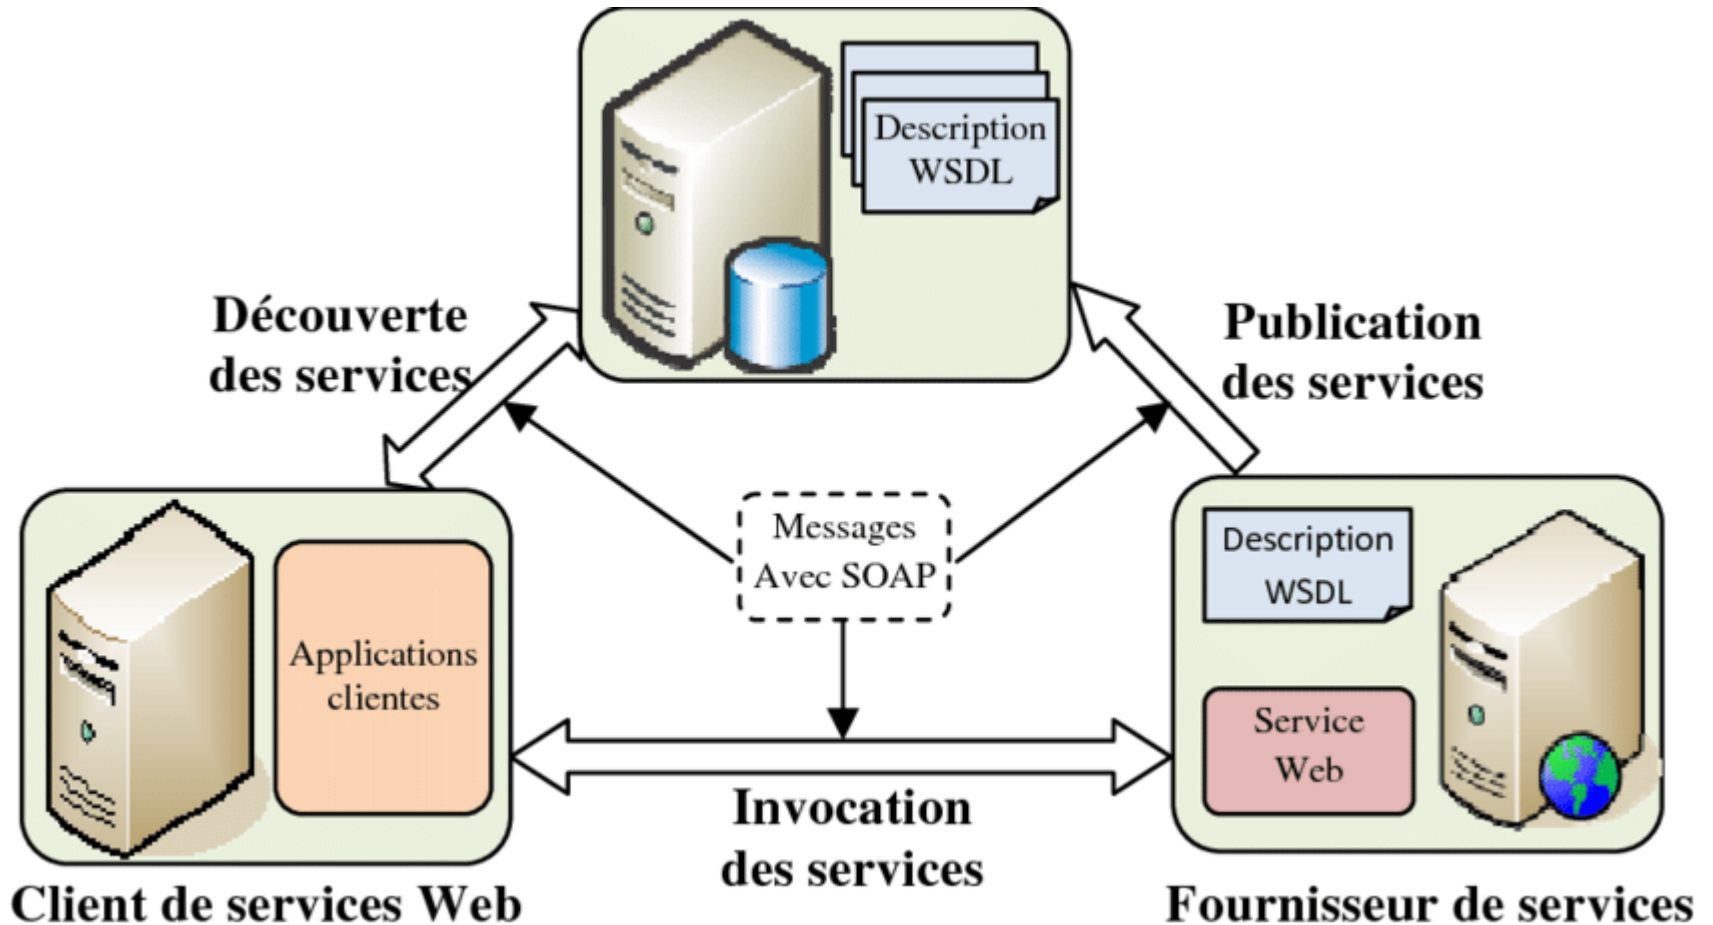 Description
WSDL
Découverte
des services
Publication
des services
Messages
Avec SOAP
Applications
clientes
Description
WSDL
Service
Web
Invocation
des services
Client de services Web
Fournisseur de services